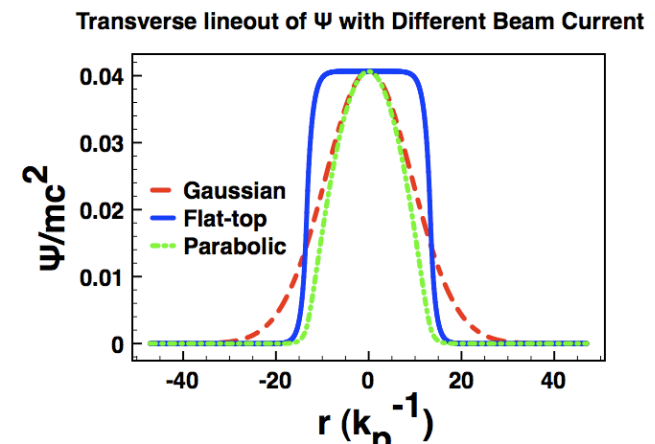 Transverse lineout of Ψ with Different Beam Current
0.04
0.03
0.02
0.01
0
Ψ/mc²
Gaussian
Flat-top
Parabolic
-40 -20 0 20 40
r (kₚ⁻¹)